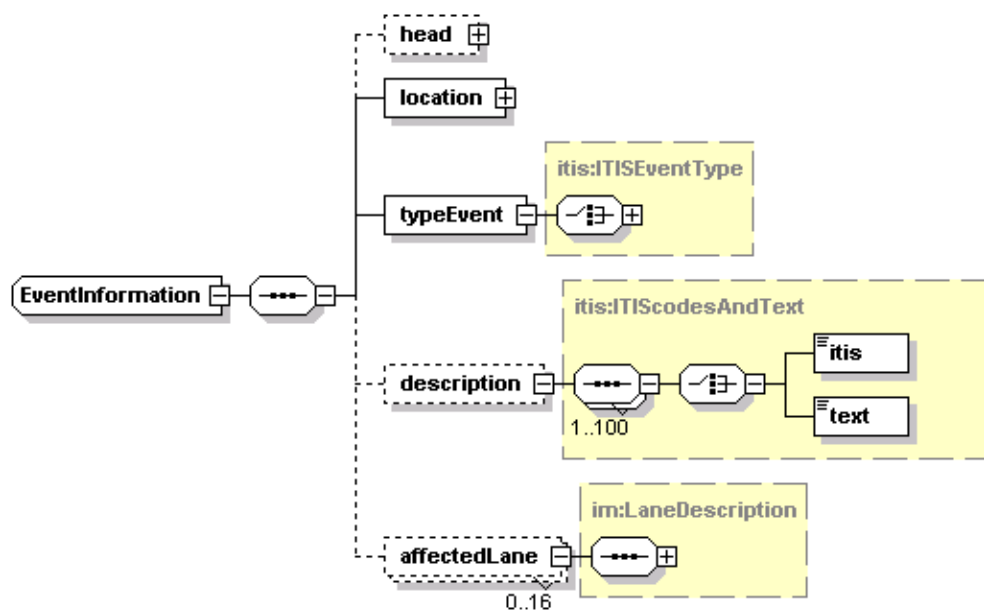 head
location
itis:ITISEventType
typeEvent
EventInformation
itis:ITIScodesAndText
itis
description
text
1..100
im:LaneDescription
affectedLane
0..16